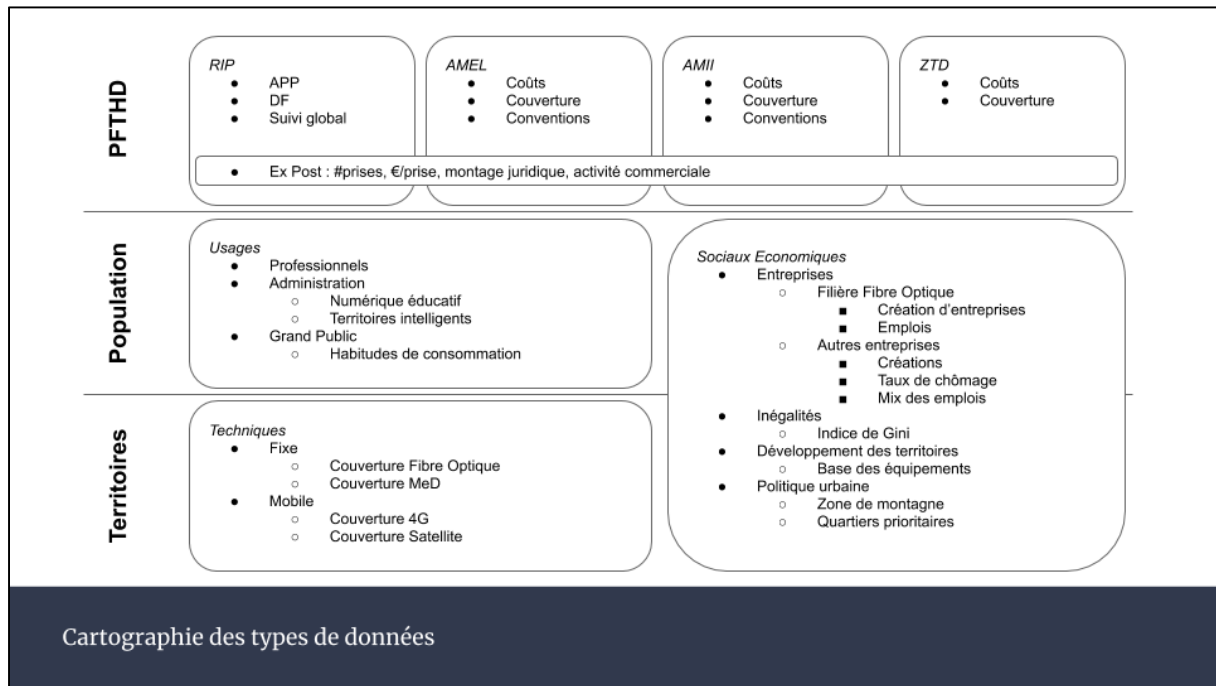 PFTHD
RIP
● APP
● DF
● Suivi global
AMEL
● Coûts
● Couverture
● Conventions
AMII
● Coûts
● Couverture
● Conventions
ZTD
● Coûts
● Couverture
● Ex Post : #prises, €/prise, montage juridique, activité commerciale
Population
Usages
● Professionnels
● Administration
○ Numérique éducatif
○ Territoires intelligents
● Grand Public
○ Habitudes de consommation
Sociaux Economiques
● Entreprises
○ Filière Fibre Optique
■ Création d’entreprises
■ Emplois
○ Autres entreprises
■ Créations
■ Taux de chômage
■ Mix des emplois
● Inégalités
○ Indice de Gini
● Développement des territoires
○ Base des équipements
● Politique urbaine
○ Zone de montagne
○ Quartiers prioritaires
Territoires
Techniques
● Fixe
○ Couverture Fibre Optique
○ Couverture MeD
● Mobile
○ Couverture 4G
○ Couverture Satellite
Cartographie des types de données